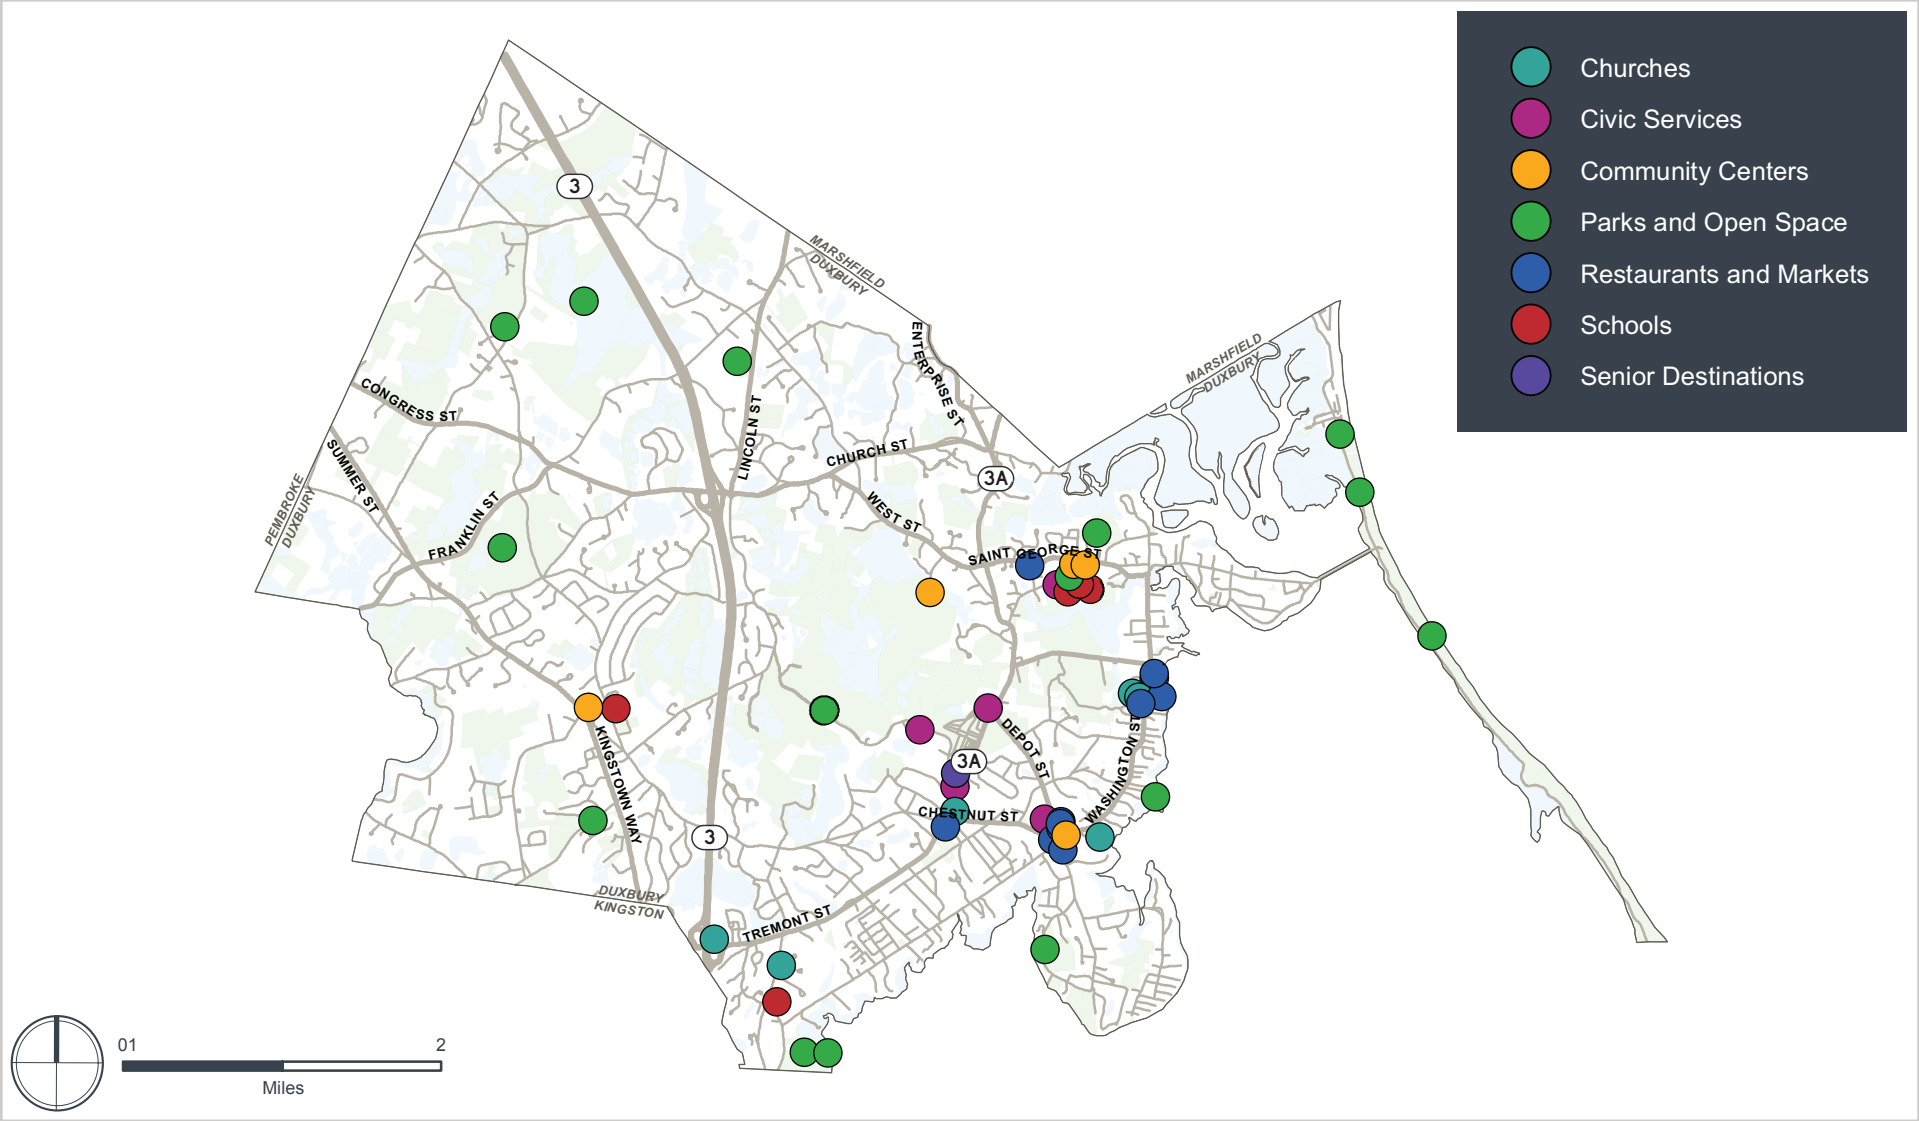 Churches
Civic Services
Community Centers
Parks and Open Space
Restaurants and Markets
Schools
Senior Destinations
3
MARSHFIELD
DUXBURY
ENTERPRISE ST
MARSHFIELD
DUXBURY
CONGRESS ST
LINCOLN ST
SUMMER ST
CHURCH ST
3A
PEMBROKE
DUXBURY
FRANKLIN ST
WEST ST
SAINT GEORGE ST
KINGSTOWN WAY
DEPOT ST
WASHINGTON ST
3A
CHESTNUT ST
3
DUXBURY
KINGSTON
TREMONT ST
01 2
Miles